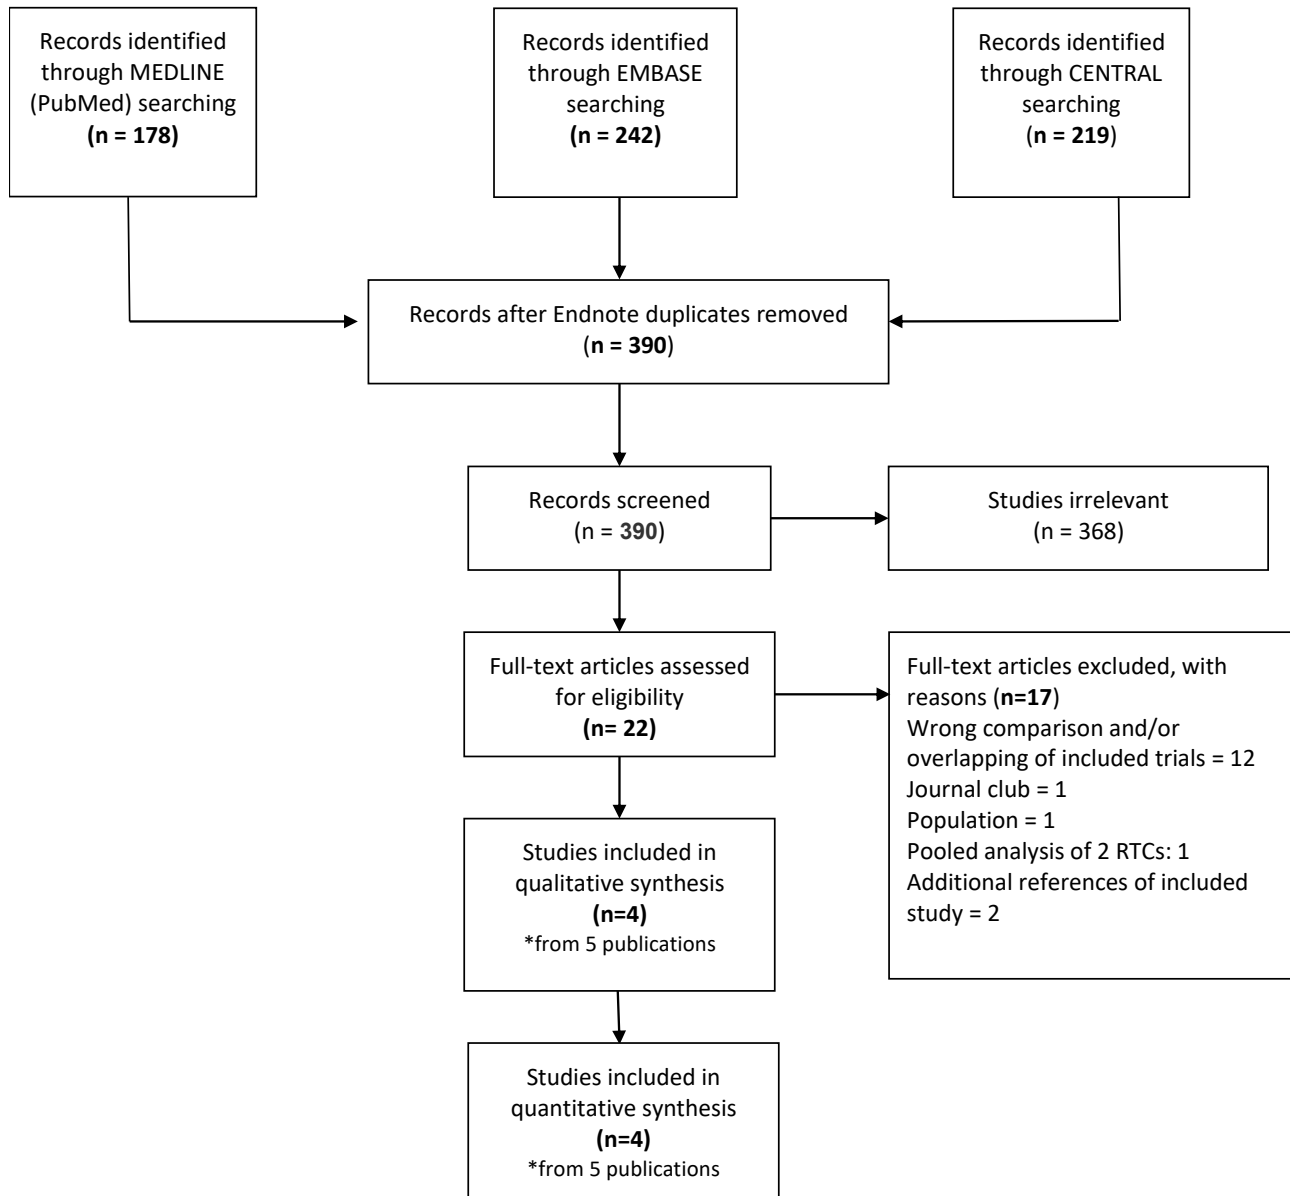 Records identified
through MEDLINE
(PubMed) searching
(n = 178)
Records identified
through EMBASE
searching
(n = 242)
Records identified
through CENTRAL
searching
(n = 219)
Records after Endnote duplicates removed
(n = 390)
Records screened
(n = 390)
Studies irrelevant
(n = 368)
Full-text articles assessed
for eligibility
(n= 22)
Full-text articles excluded, with
reasons (n=17)
Wrong comparison and/or
overlapping of included trials = 12
Journal club = 1
Population = 1
Pooled analysis of 2 RTCs: 1
Additional references of included
study = 2
Studies included in
qualitative synthesis
(n=4)
*from 5 publications
Studies included in
quantitative synthesis
(n=4)
*from 5 publications